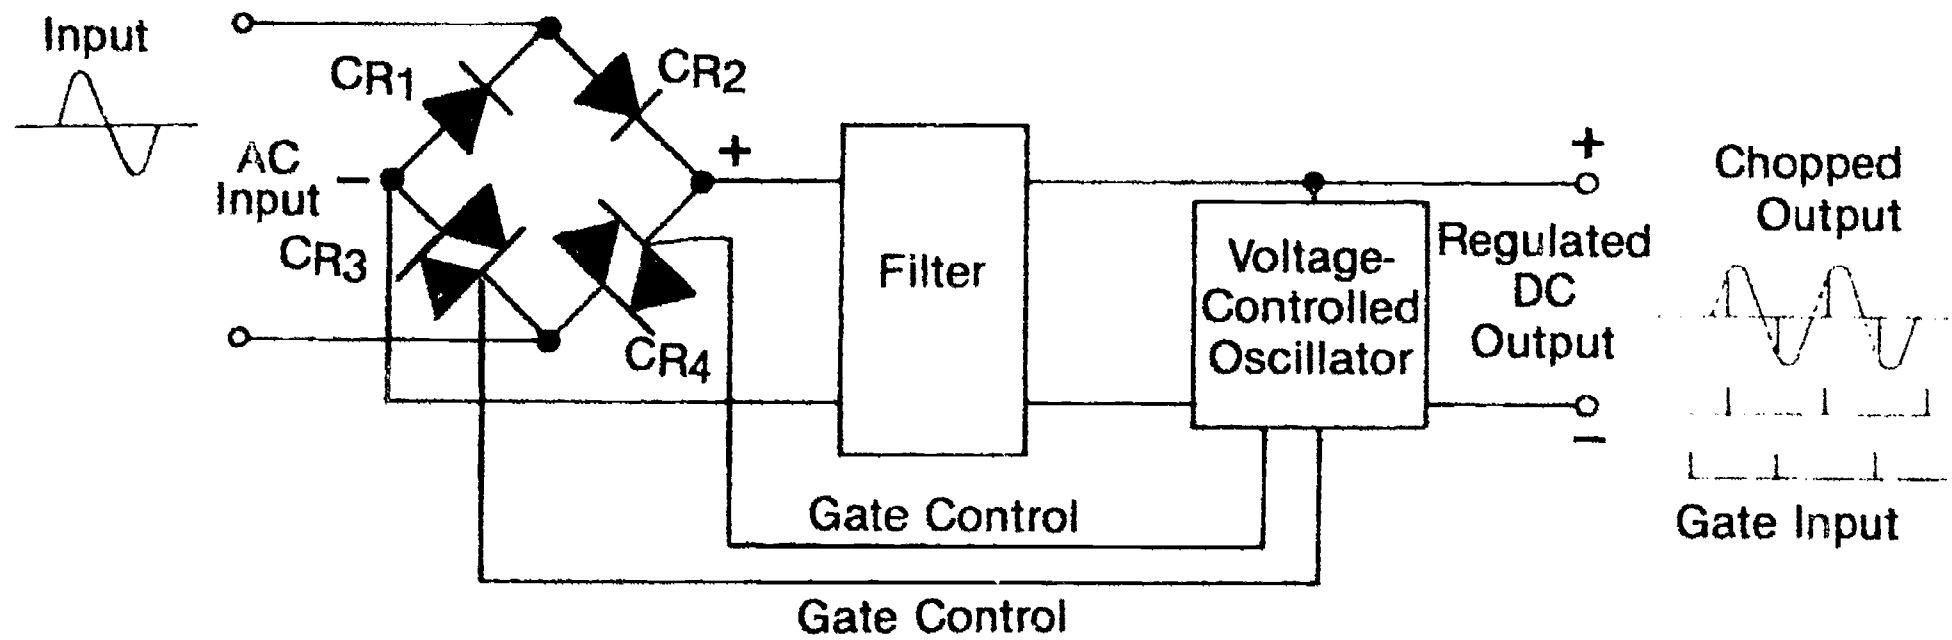 Input
CR1
CR2
AC
Input
−
+
CR3
CR4
Filter
Voltage-
Controlled
Oscillator
+
Regulated
DC
Output
−
Chopped
Output
Gate Input
Gate Control
Gate Control